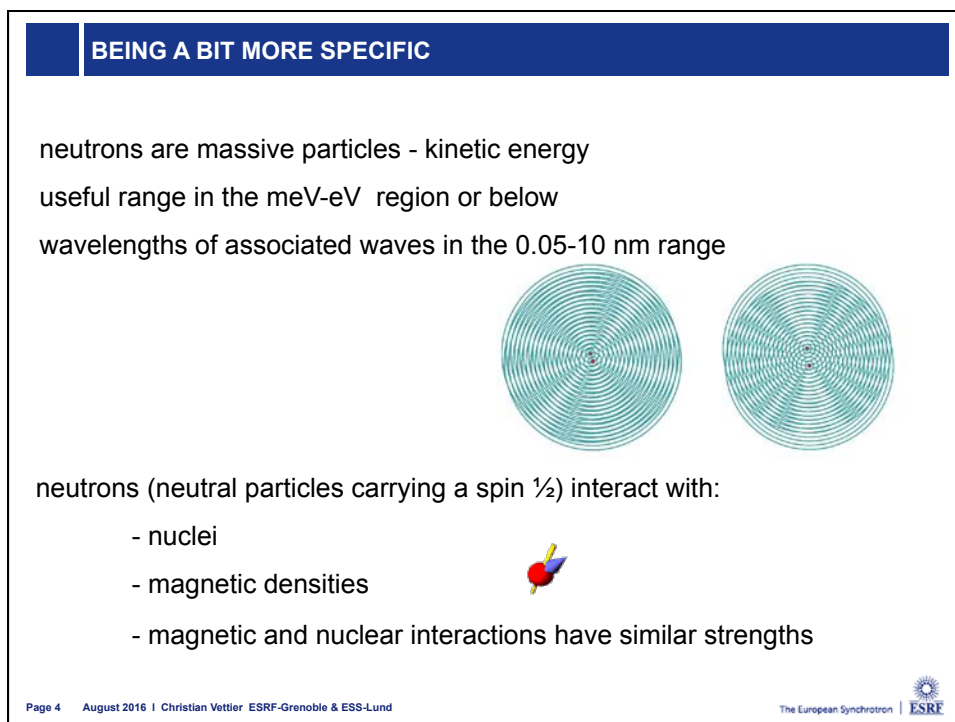 BEING A BIT MORE SPECIFIC
neutrons are massive particles - kinetic energy
useful range in the meV-eV region or below
wavelengths of associated waves in the 0.05-10 nm range
neutrons (neutral particles carrying a spin ½) interact with:
- nuclei
- magnetic densities
- magnetic and nuclear interactions have similar strengths
Page 4 August 2016 l Christian Vettier ESRF-Grenoble & ESS-Lund
The European Synchrotron | ESRF